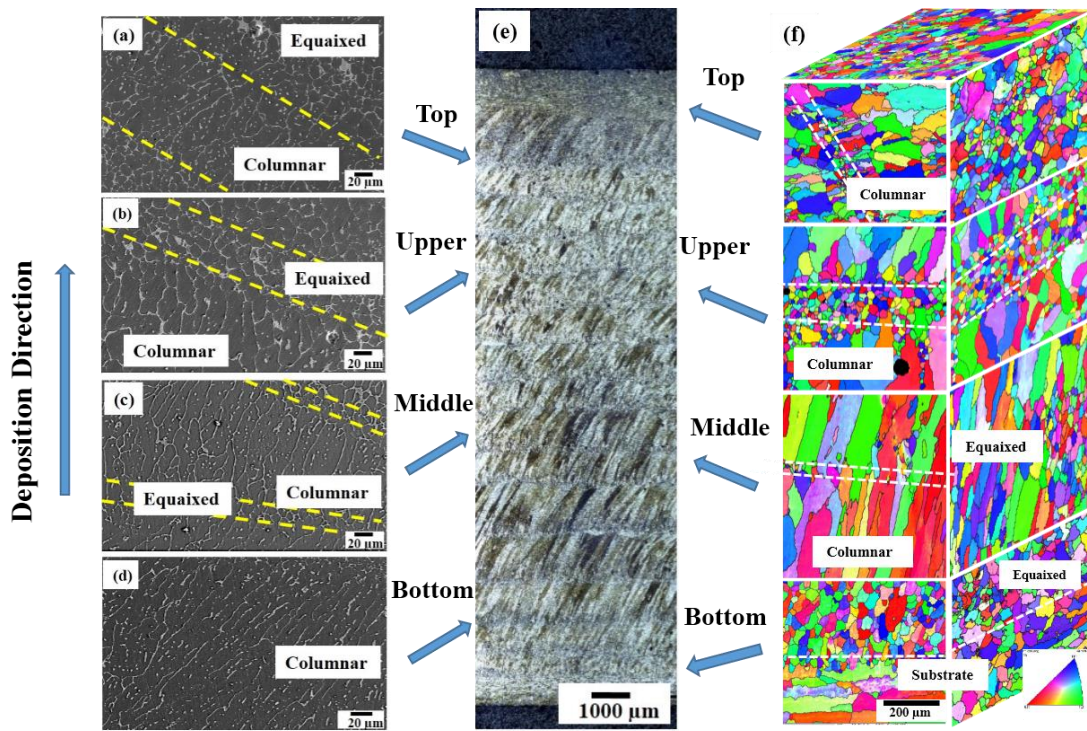 Deposition Direction
(a)
Equaixed
Columnar
20 μm
(b)
Equaixed
Columnar
20 μm
(c)
Equaixed
Columnar
20 μm
(d)
Columnar
20 μm
Top
Upper
Middle
Bottom
(e)
1000 μm
Top
Upper
Middle
Bottom
(f)
Columnar
Columnar
Equaixed
Columnar
Equaixed
Substrate
200 μm